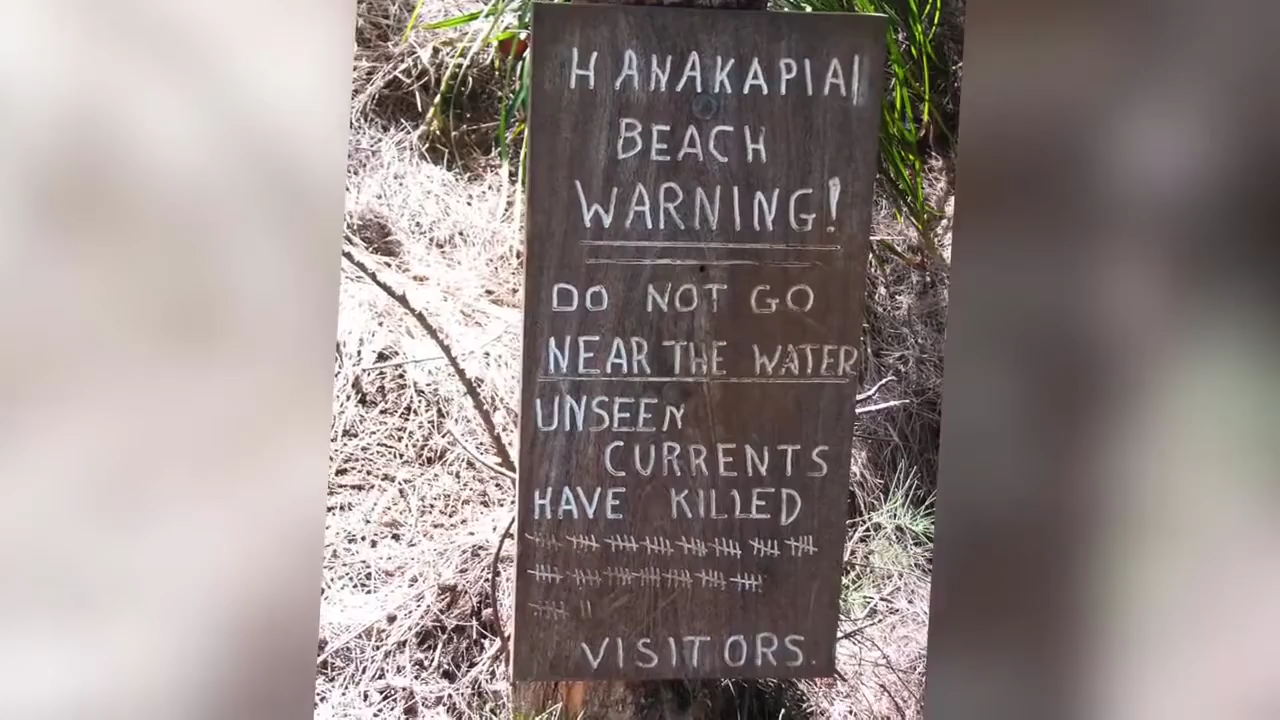 HANAKAPIAI
BEACH
WARNING!
DO NOT GO
NEAR THE WATER
UNSEEN
CURRENTS
HAVE KILLED
VISITORS.